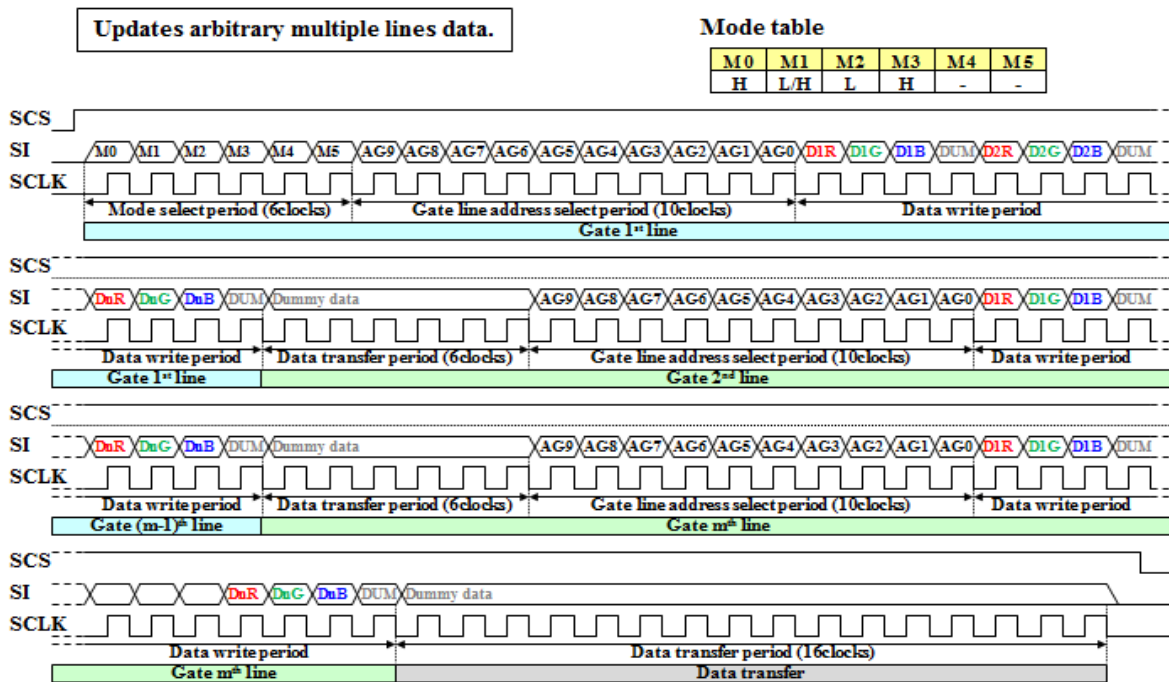 Updates arbitrary multiple lines data.
Mode table
M0 M1 M2 M3 M4 M5
H L/H L H - -
SCS
SI M0 M1 M2 M3 M4 M5 AG9 AG8 AG7 AG6 AG5 AG4 AG3 AG2 AG1 AG0 D1R D1G D1B DUM D2R D2G D2B DUM
SCLK
Mode select period (6clocks) Gate line address select period (10clocks) Data write period
Gate 1st line
SCS
SI DnR DnG DnB DUM Dummy data AG9 AG8 AG7 AG6 AG5 AG4 AG3 AG2 AG1 AG0 D1R D1G D1B DUM
SCLK
Data write period Data transfer period (6clocks) Gate line address select period (10clocks) Data write period
Gate 1st line Gate 2nd line
SCS
SI DnR DnG DnB DUM Dummy data AG9 AG8 AG7 AG6 AG5 AG4 AG3 AG2 AG1 AG0 D1R D1G D1B DUM
SCLK
Data write period Data transfer period (6clocks) Gate line address select period (10clocks) Data write period
Gate (m-1)th line Gate mth line
SCS
SI DnR DnG DnB DUM Dummy data
SCLK
Data write period Data transfer period (16clocks)
Gate mth line Data transfer